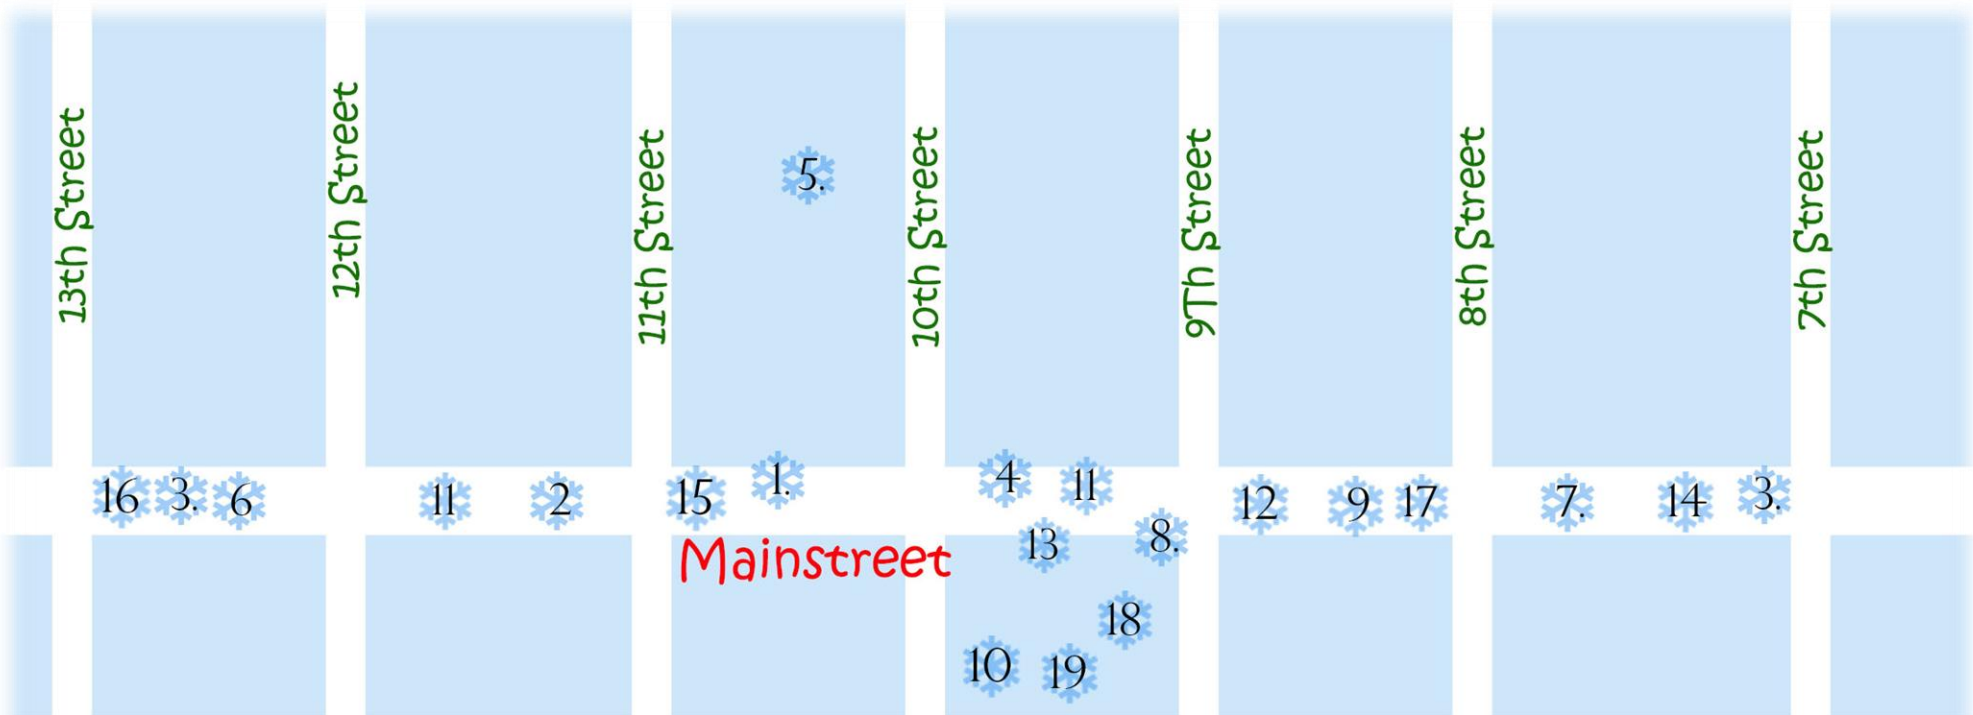 13th Street
12th Street
11th Street
10th Street
9Th Street
8th Street
7th Street
5.
16 3. 6 11 2 15 1. 4 11 12 9 17 7. 14 3.
13 8.
Mainstreet
18
10 19